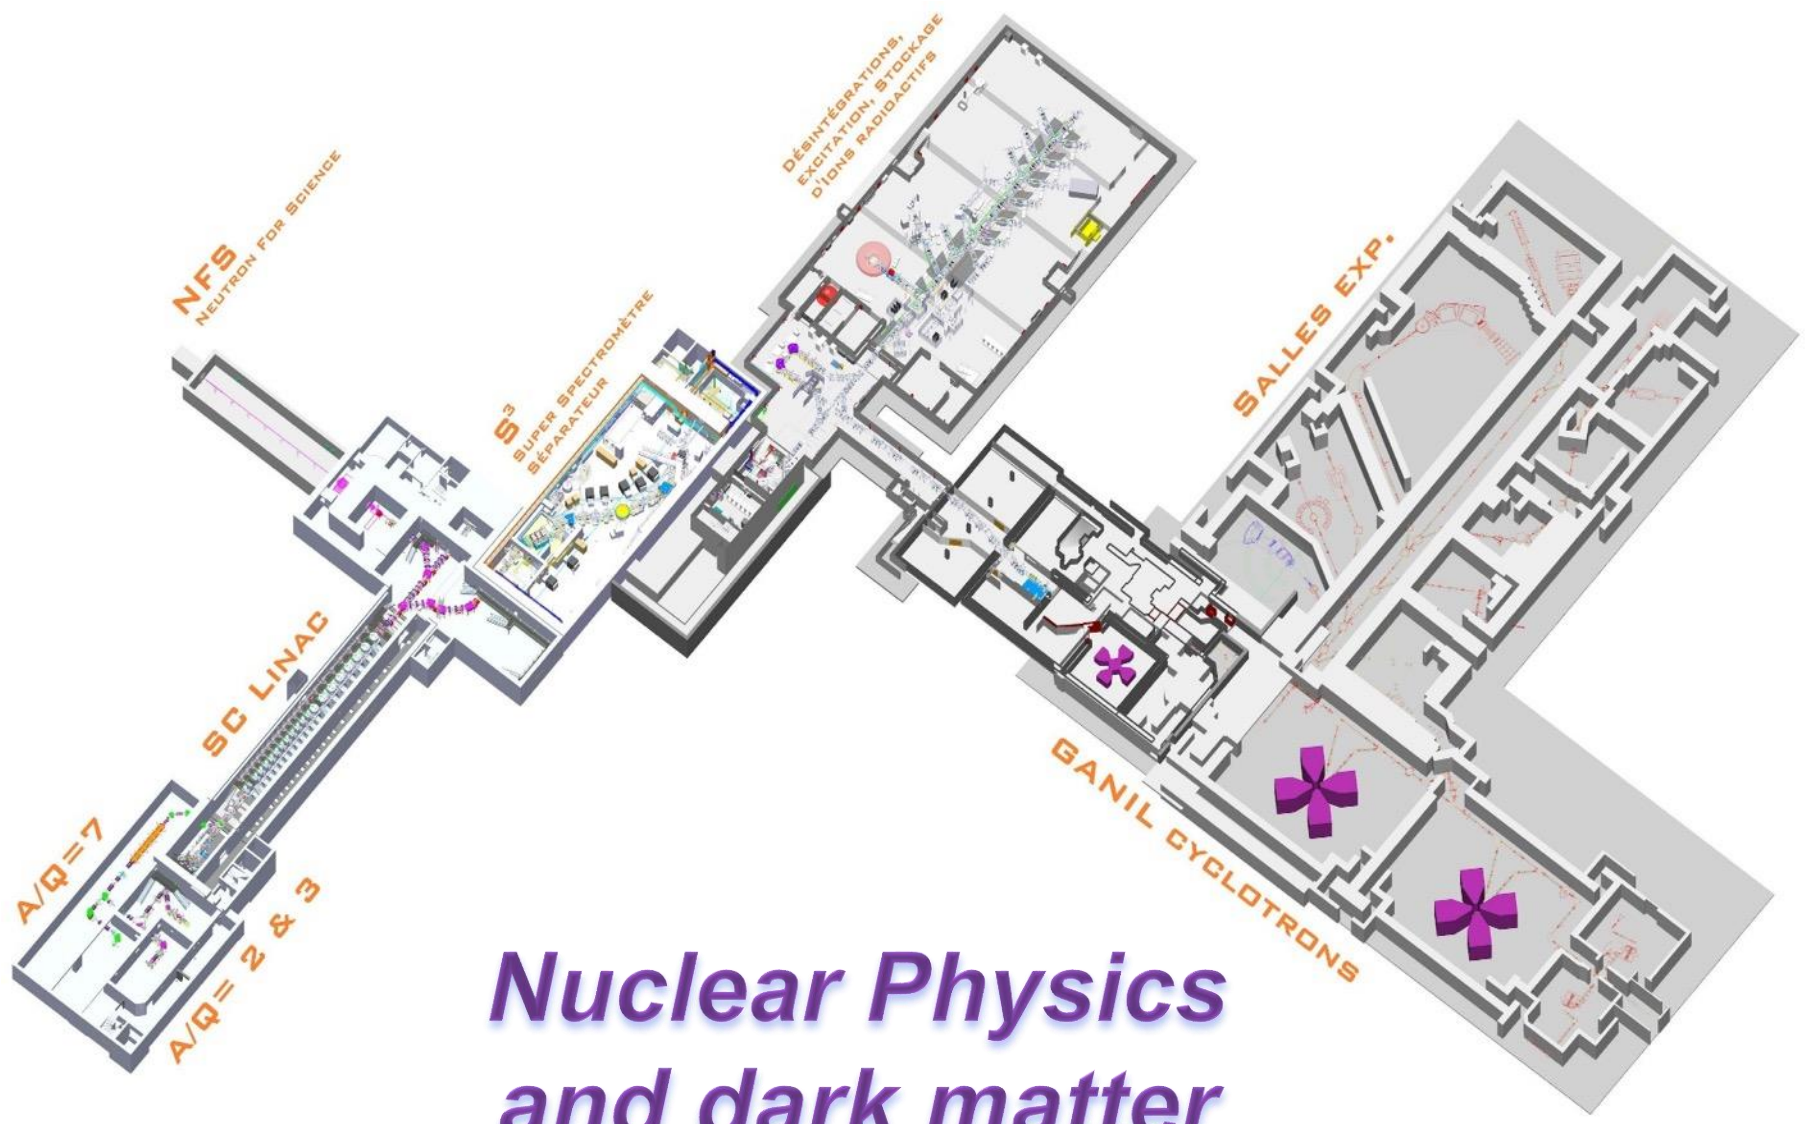 NFS
NEUTRON FOR SCIENCE
S³
SUPER SPECTROMÈTRE
SÉPARATEUR
DÉSINTÉGRATIONS,
EXCITATION, STOCKAGE
D'IONS RADIOACTIFS
SALLES EXP.
SC LINAC
GANIL CYCLOTRONS
A/Q=7
A/Q= 2 & 3
Nuclear Physics
and dark matter